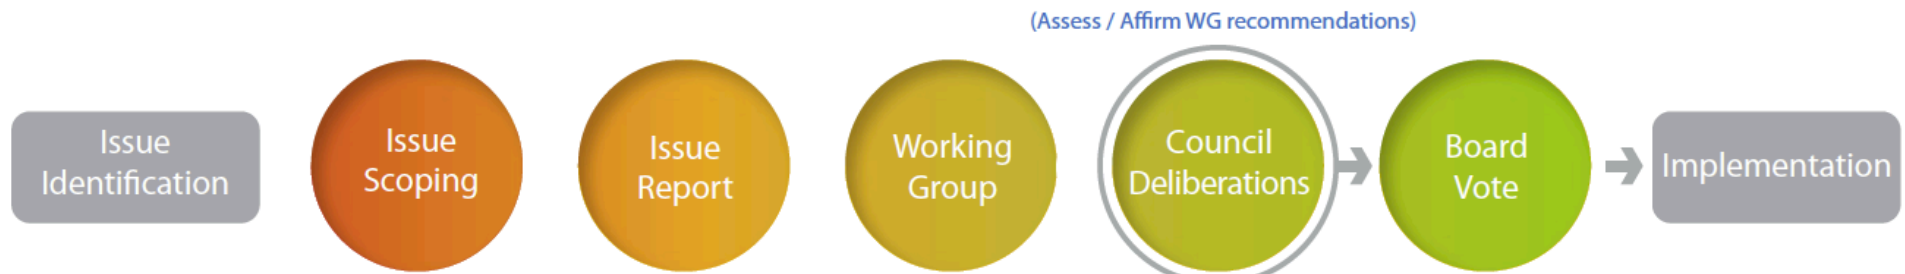 (Assess / Affirm WG recommendations)
Issue
Identification
Issue
Scoping
Issue
Report
Working
Group
Council
Deliberations
Board
Vote
Implementation